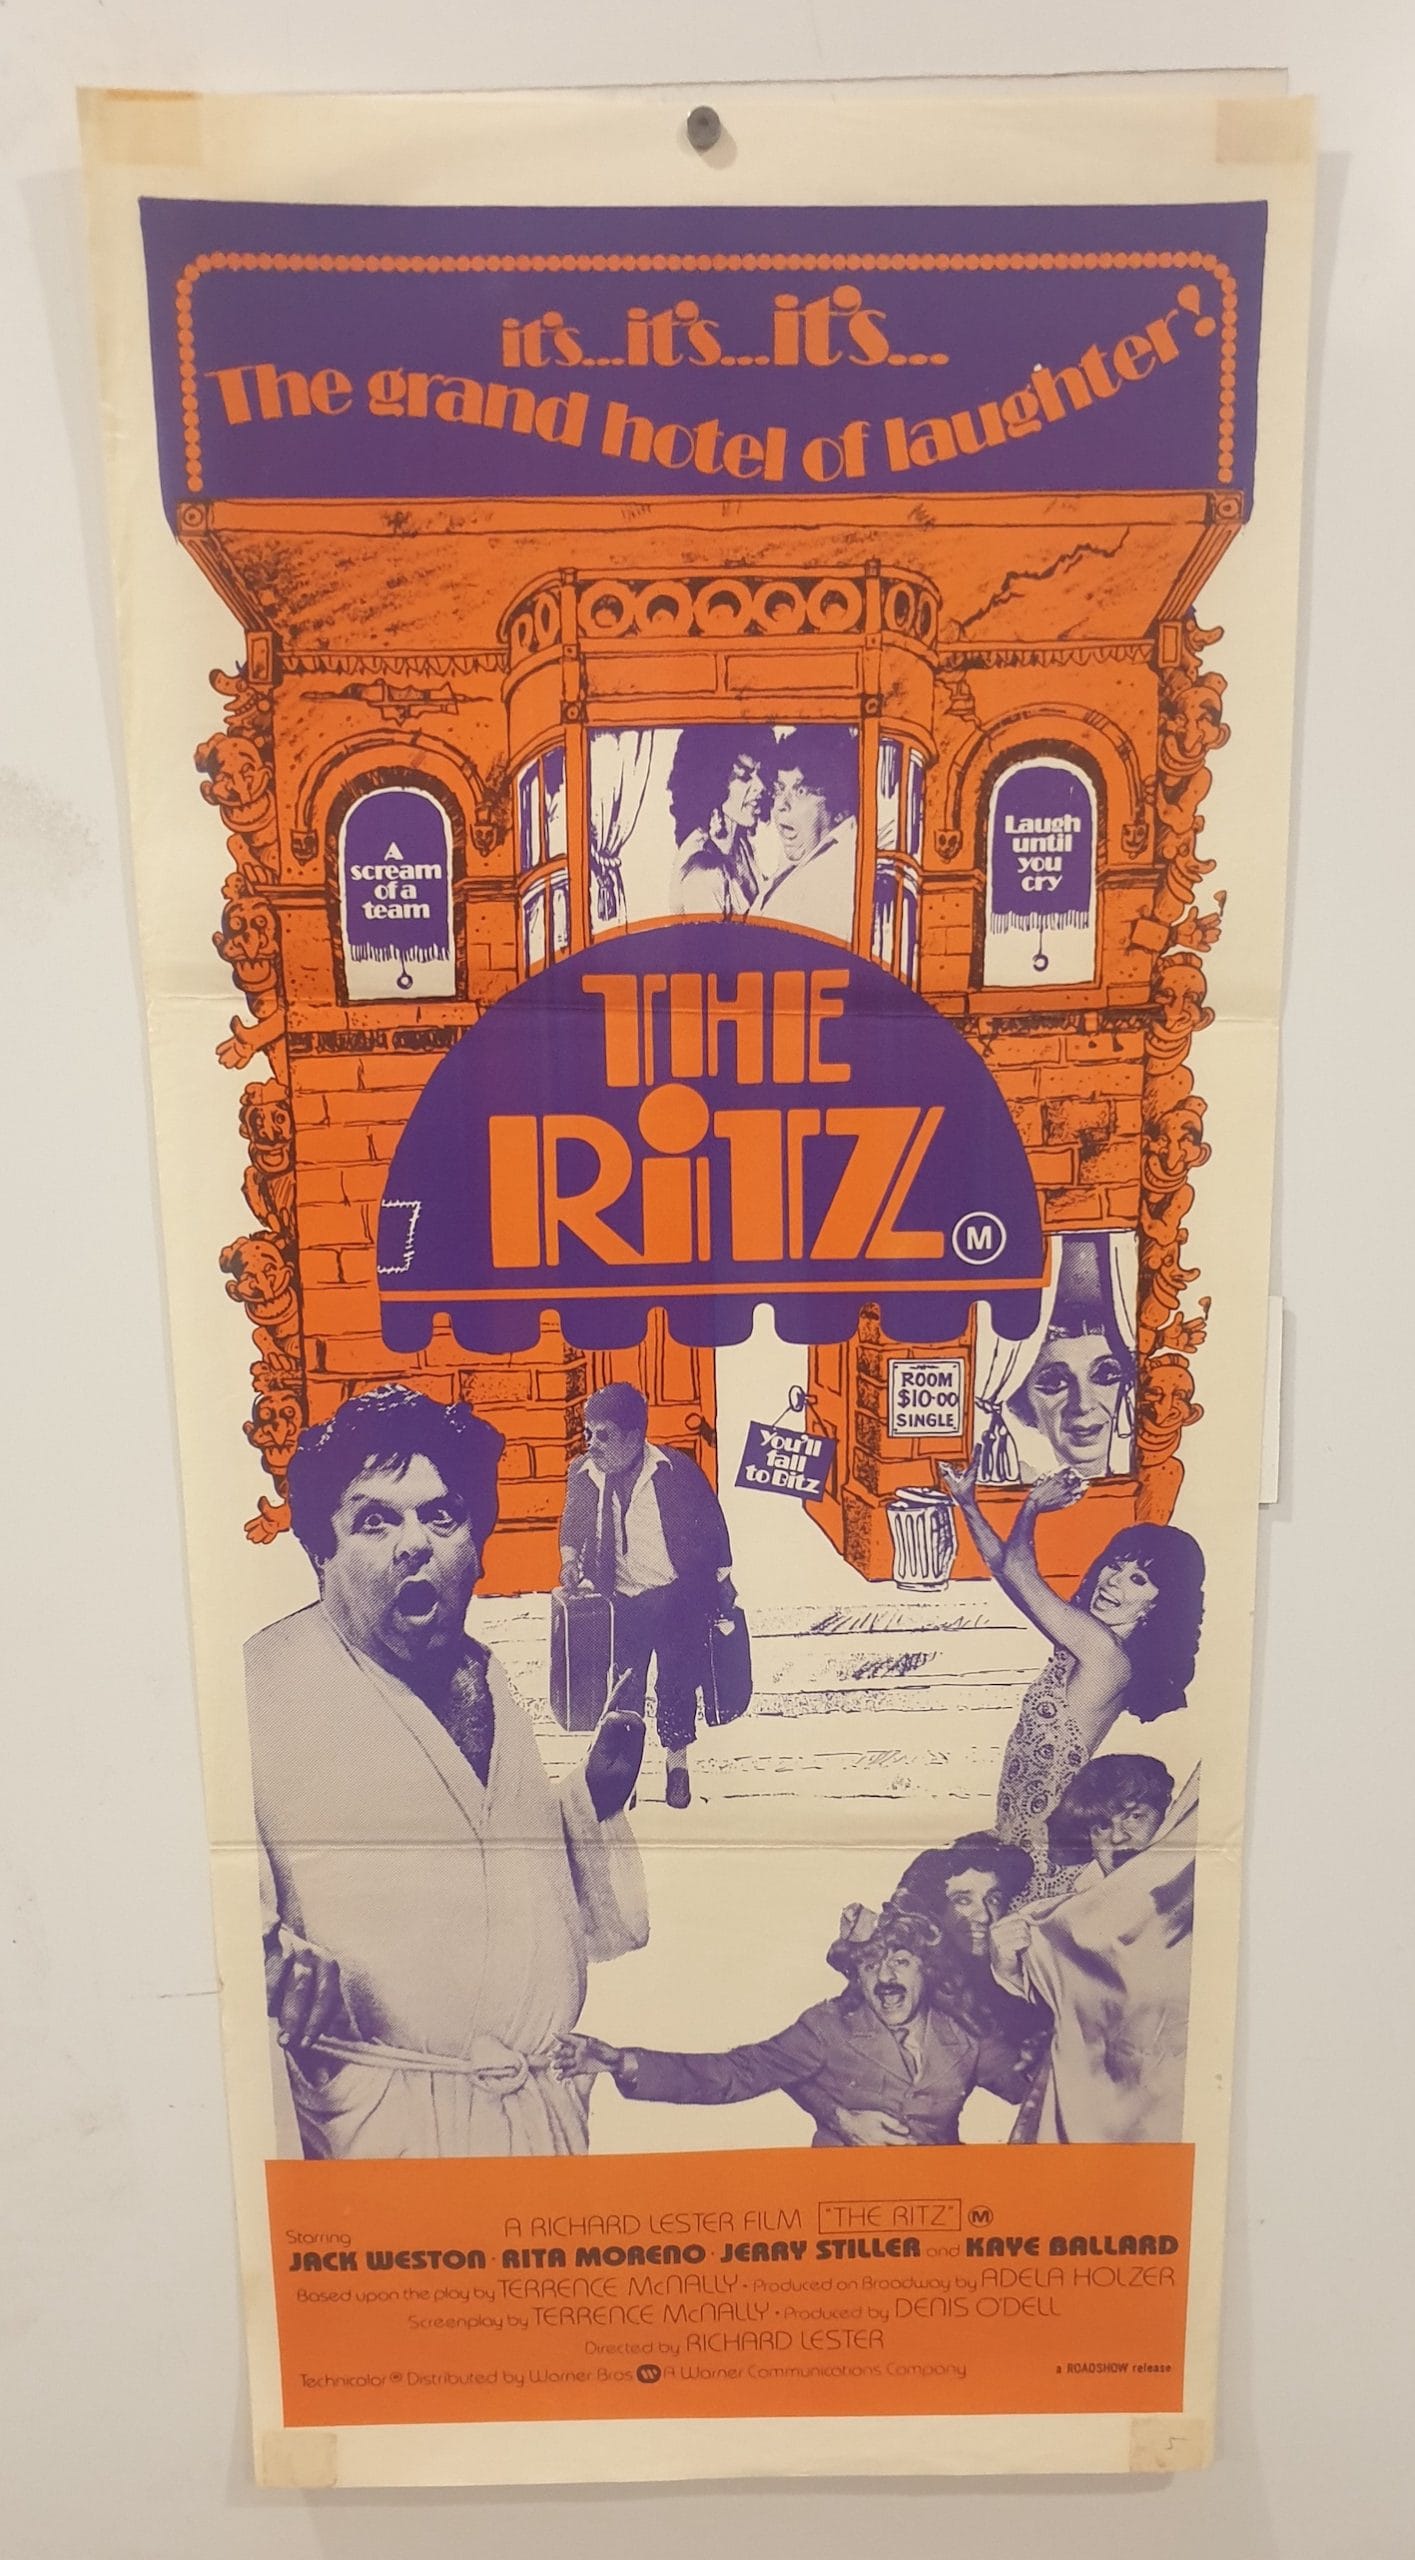 it's...it's...it's...
The grand hotel of laughter!
A
scream
of a
team
Laugh
until
you
cry
THE
RiTZ
M
ROOM
$10·00
SINGLE
You'll
fall
to Bitz
A RICHARD LESTER FILM "THE RITZ" M
Starring
JACK WESTON · RITA MORENO · JERRY STILLER and KAYE BALLARD
Based upon the play by TERRENCE McNALLY · Produced on Broadway by ADELA HOLZER
Screenplay by TERRENCE McNALLY · Produced by DENIS O'DELL
Directed by RICHARD LESTER
Technicolor® Distributed by Warner Bros W A Warner Communications Company
a ROADSHOW release